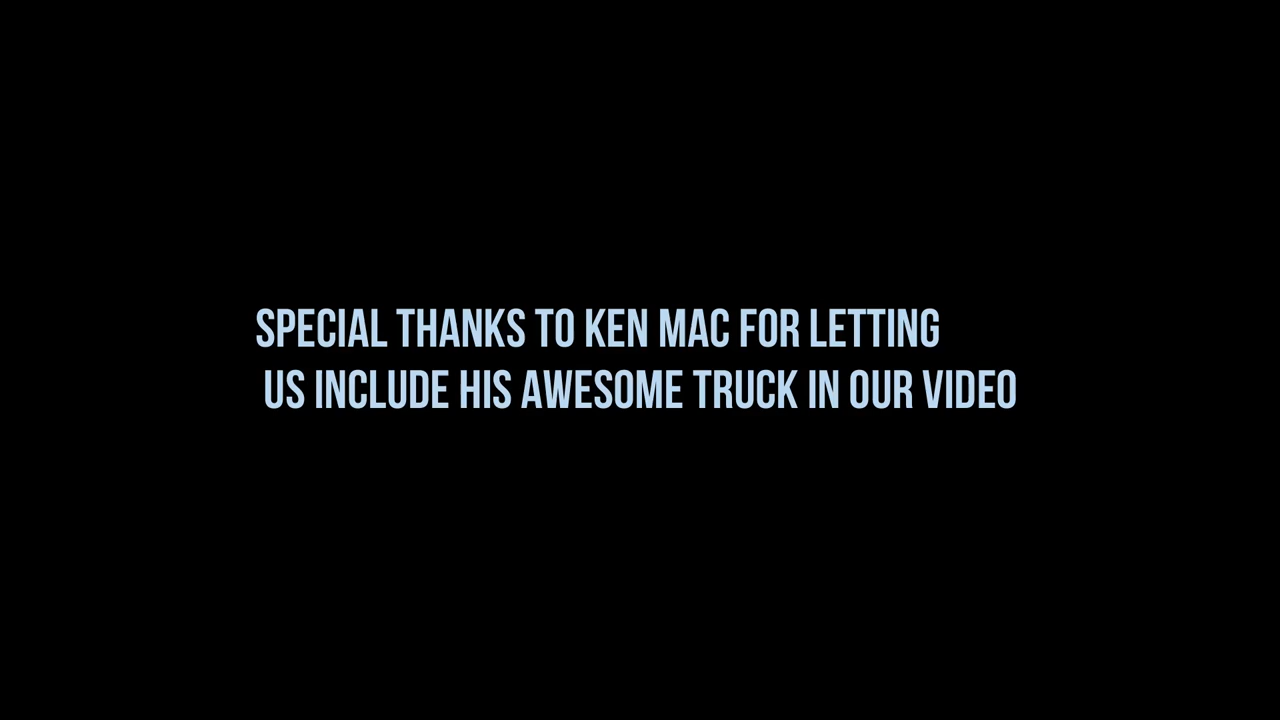 SPECIAL THANKS TO KEN MAC FOR LETTING
US INCLUDE HIS AWESOME TRUCK IN OUR VIDEO